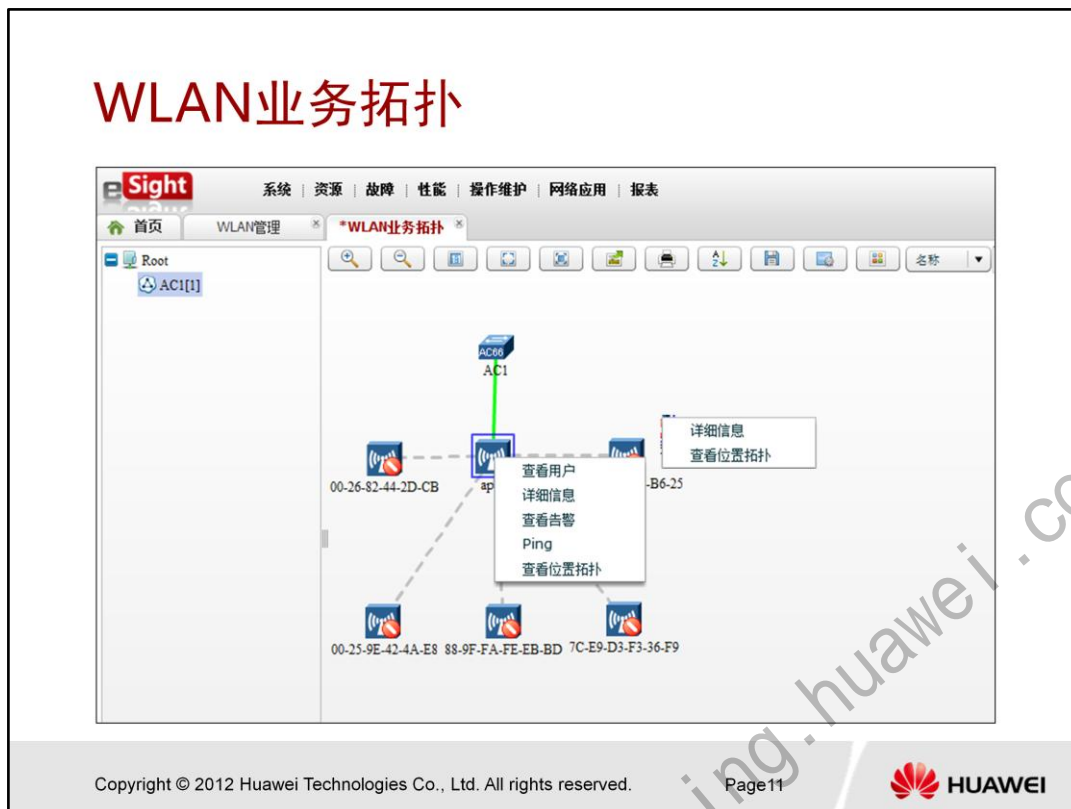 WLAN业务拓扑
eSight
系统 | 资源 | 故障 | 性能 | 操作维护 | 网络应用 | 报表
首页 WLAN管理 *WLAN业务拓扑
Root
AC1[1]
名称
AC66
AC1
详细信息
查看位置拓扑
00-26-82-44-2D-CB
ap
-B6-25
查看用户
详细信息
查看告警
Ping
查看位置拓扑
00-25-9E-42-4A-E8 88-9F-FA-FE-EB-BD 7C-E9-D3-F3-36-F9
ing.huawei.co
Copyright © 2012 Huawei Technologies Co., Ltd. All rights reserved.
Page11
HUAWEI